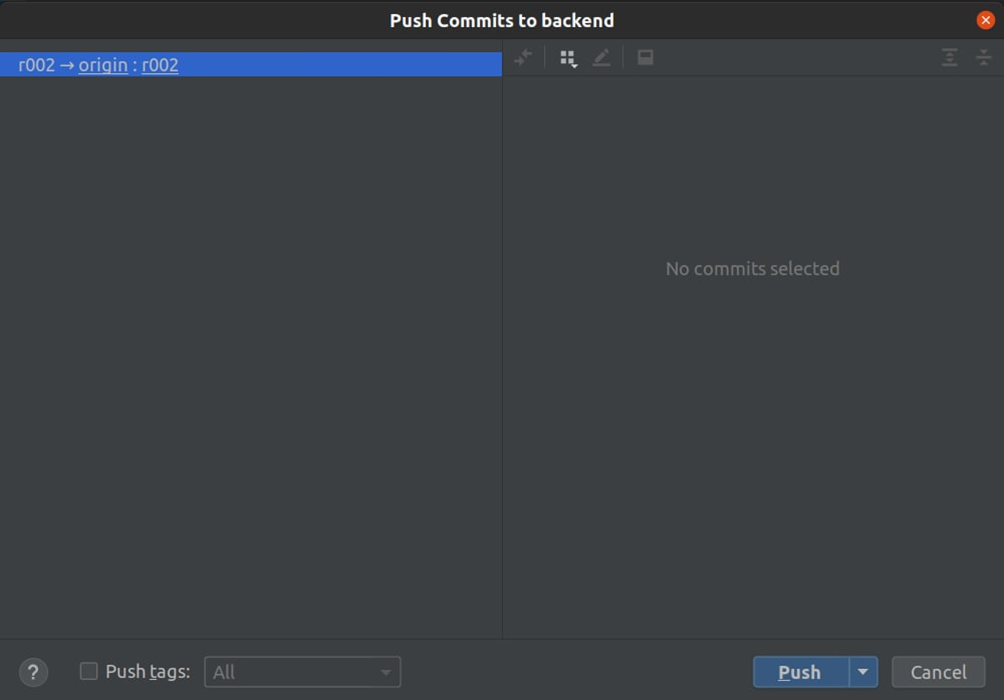 Push Commits to backend
r002 → origin : r002
No commits selected
? Push tags: All Push Cancel